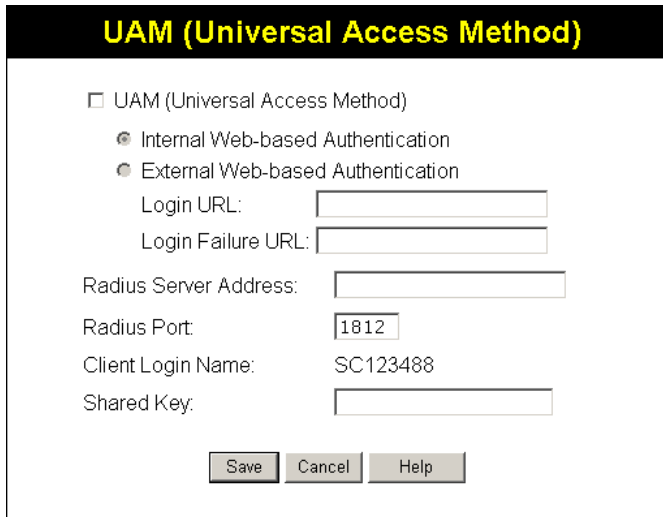 UAM (Universal Access Method)
UAM (Universal Access Method)
Internal Web-based Authentication
External Web-based Authentication
Login URL:
Login Failure URL:
Radius Server Address:
Radius Port: 1812
Client Login Name: SC123488
Shared Key:
Save Cancel Help